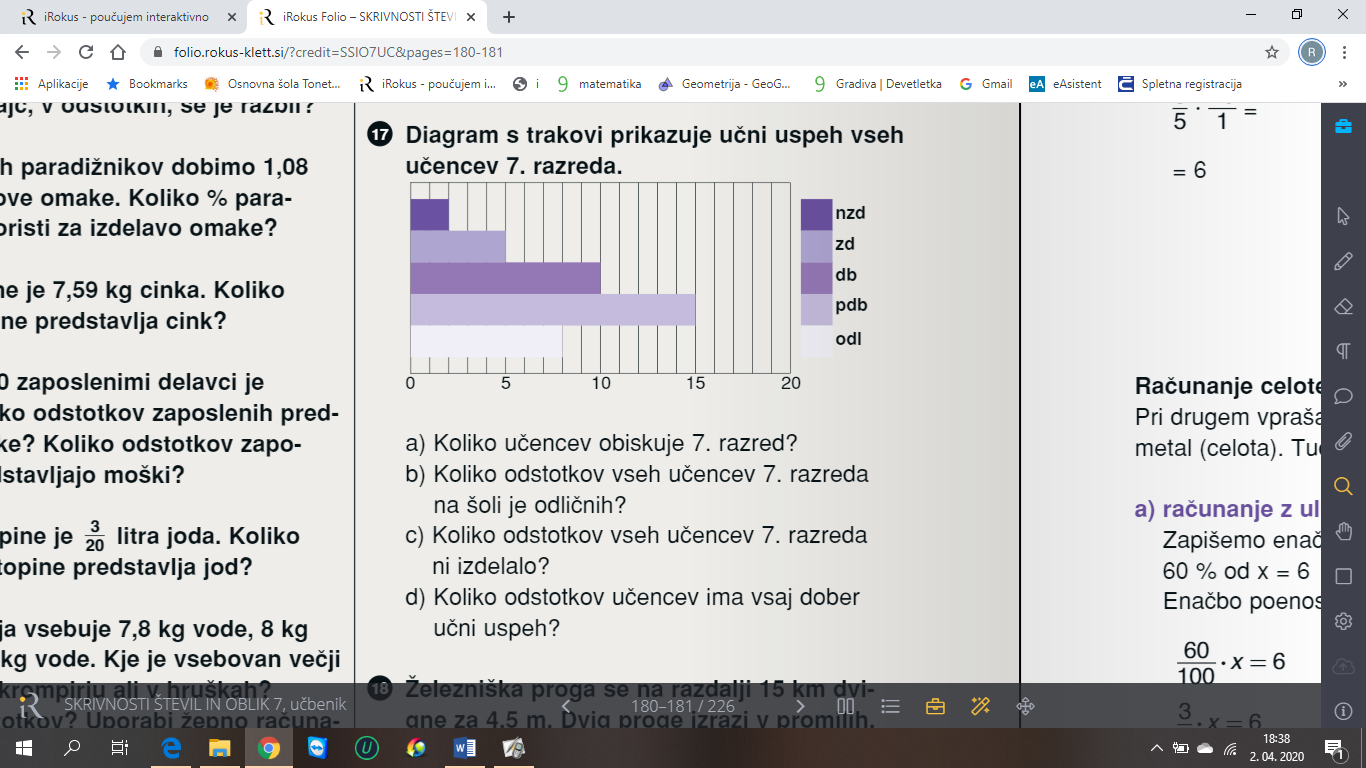 iRokus - poučujem interaktivno
iRokus Folio – SKRIVNOSTI ŠTEVI
folio.rokus-klett.si/?credit=SSIO7UC&pages=180-181
R
Aplikacije
Bookmarks
Osnovna šola Tonet...
iRokus - poučujem i...
i
matematika
Geometrija - GeoG...
Gradiva | Devetletka
Gmail
eAsistent
Spletna registracija
ajc, v odstotkih, se je razbil?
h paradižnikov dobimo 1,08
ove omake. Koliko % para-
oristi za izdelavo omake?
ne je 7,59 kg cinka. Koliko
ne predstavlja cink?
0 zaposlenimi delavci je
ko odstotkov zaposlenih pred-
ke? Koliko odstotkov zapo-
dstavljajo moški?
pine je 3/20 litra joda. Koliko
topine predstavlja jod?
ja vsebuje 7,8 kg vode, 8 kg
kg vode. Kje je vsebovan večji
krompirju ali v hruškah?
otkov? Uporabi žepno računa-
17 Diagram s trakovi prikazuje učni uspeh vseh
učencev 7. razreda.
nzd
zd
db
pdb
odl
0 5 10 15 20
a) Koliko učencev obiskuje 7. razred?
b) Koliko odstotkov vseh učencev 7. razreda
na šoli je odličnih?
c) Koliko odstotkov vseh učencev 7. razreda
ni izdelalo?
d) Koliko odstotkov učencev ima vsaj dober
učni uspeh?
18 Železniška proga se na razdalji 15 km dvi-
gne za 4,5 m. Dvig proge izrazi v promilih.
5 · 1 =
= 6
Računanje celote
Pri drugem vpraša
metal (celota). Tu
a) računanje z ul
Zapišemo enač
60 % od x = 6
Enačbo poenos
60/100 · x = 6
3 · x = 6
SKRIVNOSTI ŠTEVIL IN OBLIK 7, učbenik
180–181 / 226
18:38
2. 04. 2020
1